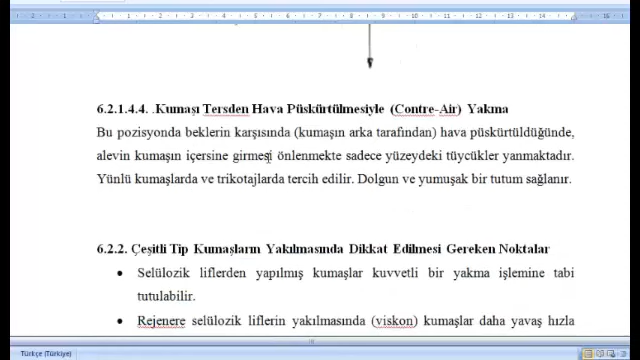 6.2.1.4.4. .Kumaşı Tersden Hava Püskürtülmesiyle (Contre-Air) Yakma
Bu pozisyonda beklerin karşısında (kumaşın arka tarafından) hava püskürtüldüğünde,
alevin kumaşın içersine girmesi önlenmekte sadece yüzeydeki tüycükler yanmaktadır.
Yünlü kumaşlarda ve trikotajlarda tercih edilir. Dolgun ve yumuşak bir tutum sağlanır.
6.2.2. Çeşitli Tip Kumaşların Yakılmasında Dikkat Edilmesi Gereken Noktalar
• Selülozik liflerden yapılmış kumaşlar kuvvetli bir yakma işlemine tabi
tutulabilir.
• Rejenere selülozik liflerin yakılmasında (viskon) kumaşlar daha yavaş hızla
Türkçe (Türkiye)